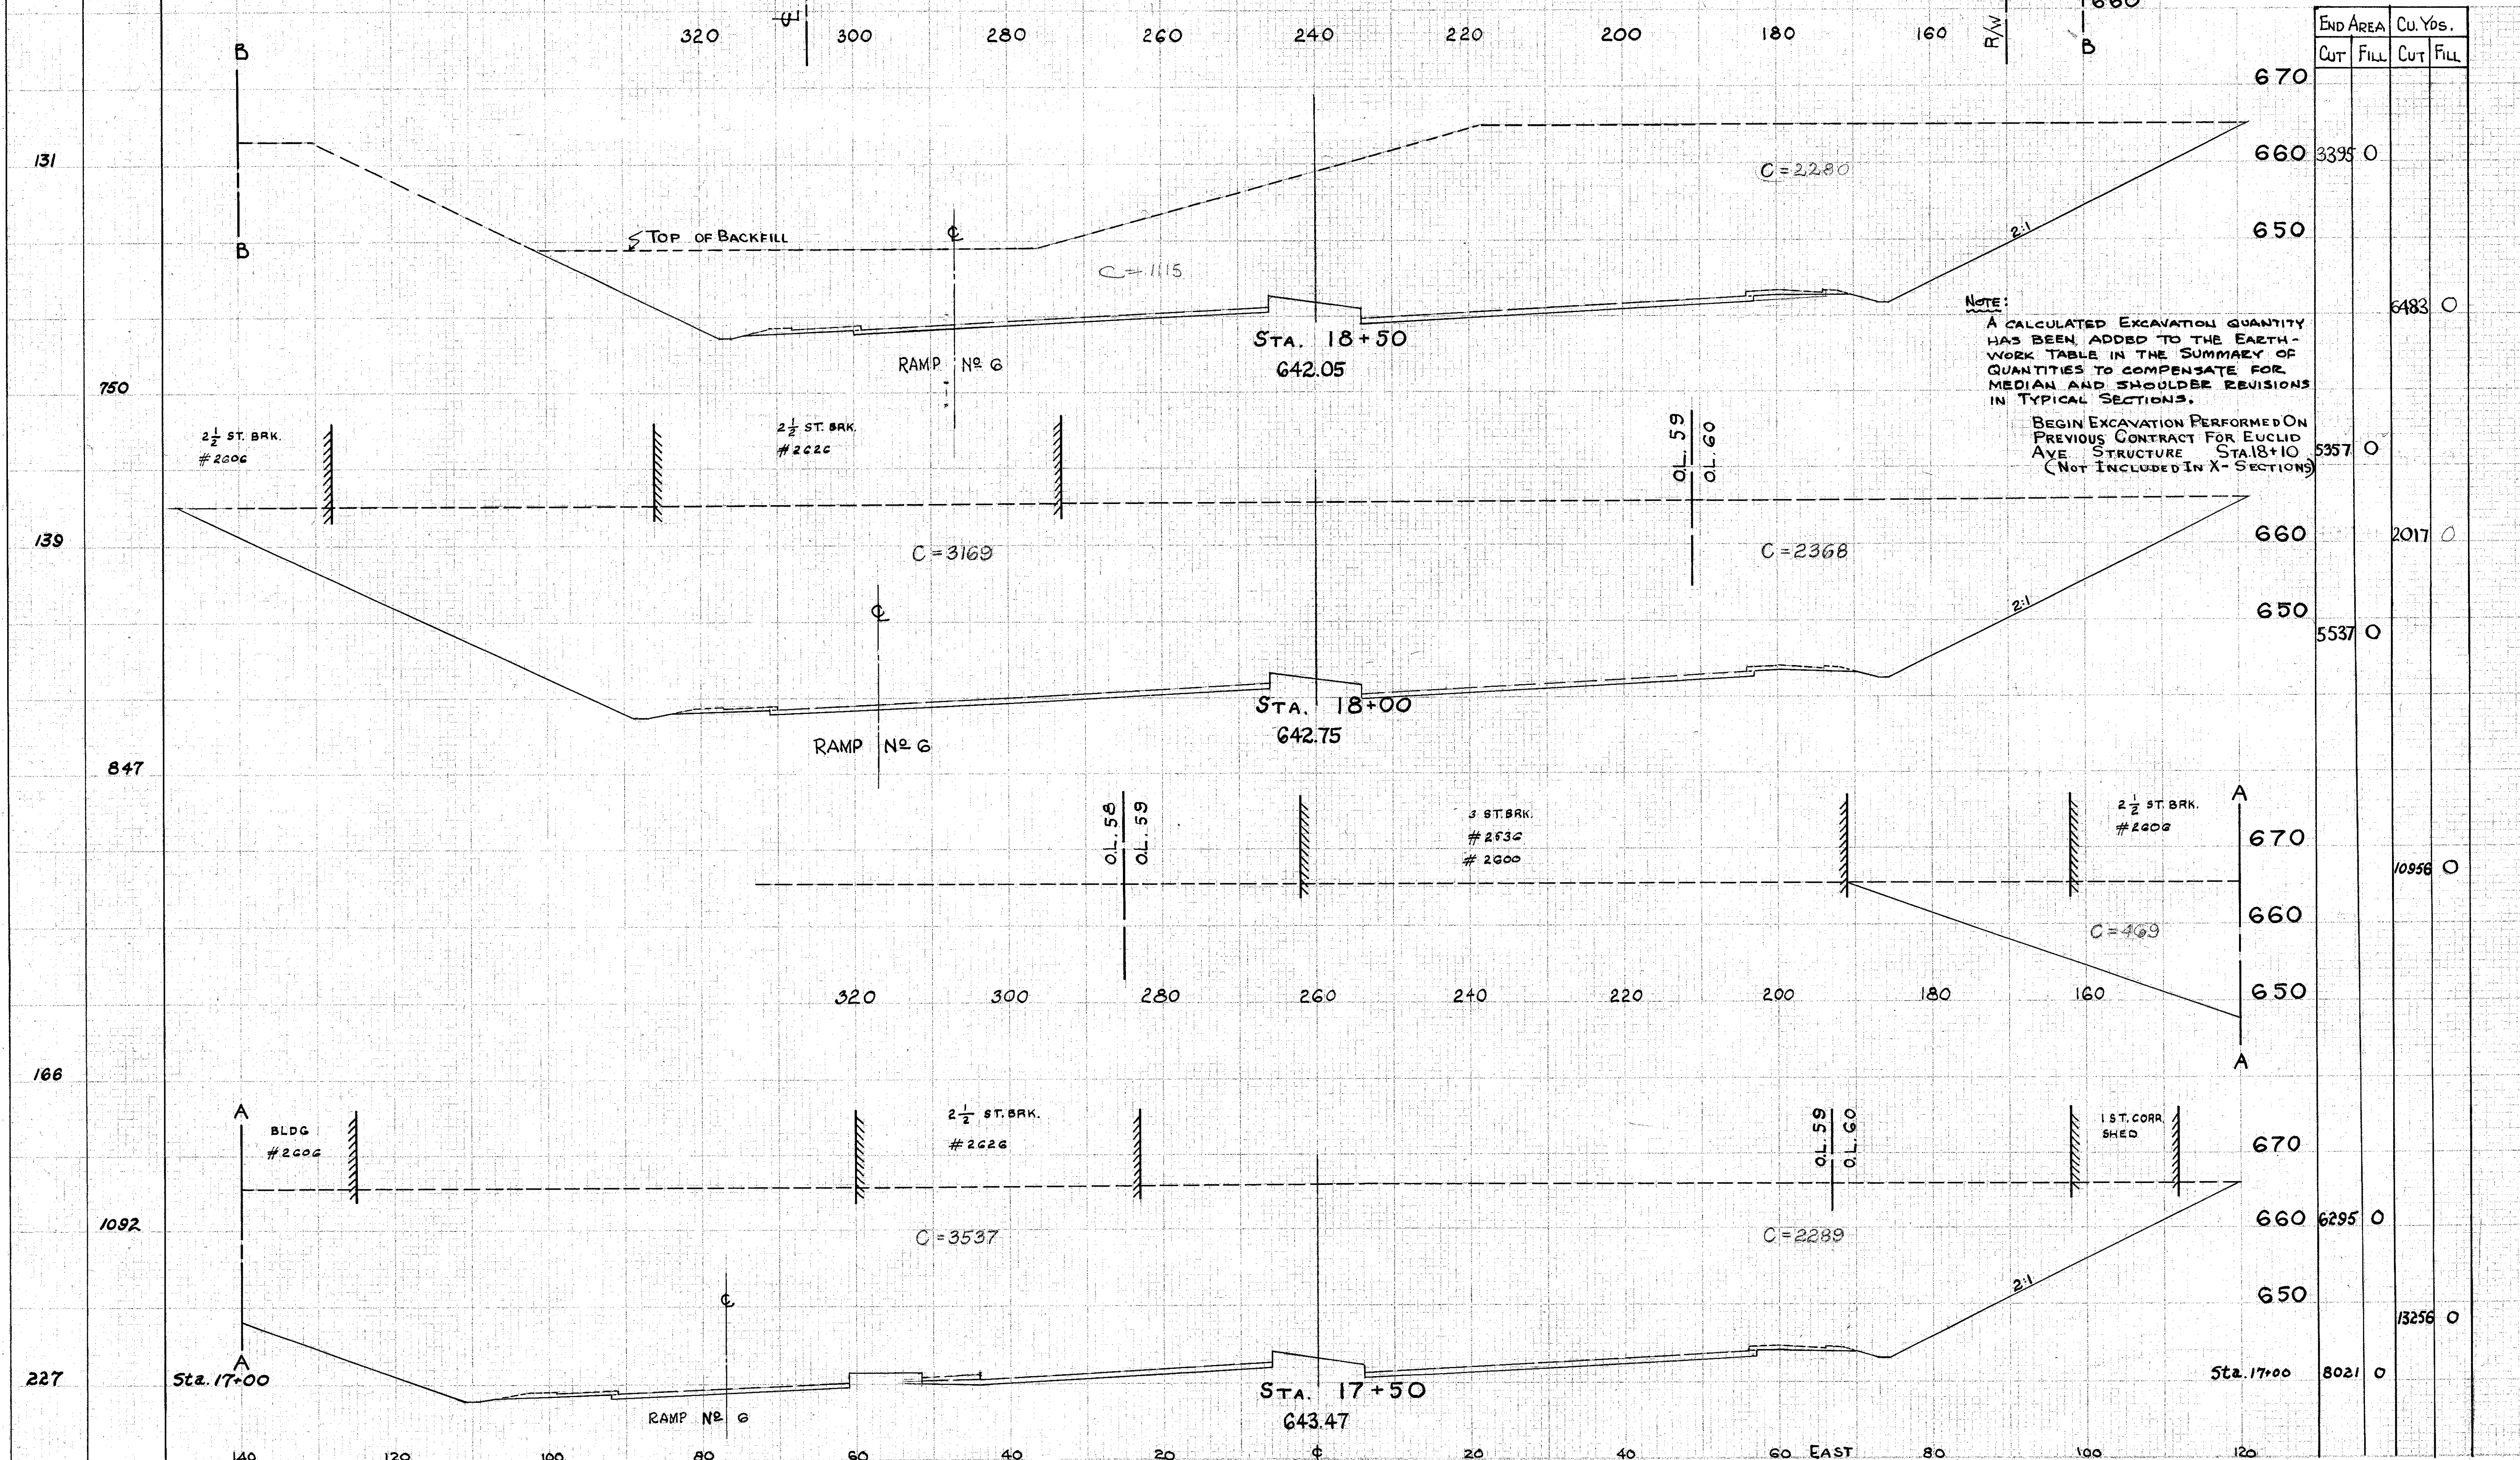 660
320 300 280 260 240 220 200 180 160
R/W
B
B
END AREA CU. YDS.
CUT FILL CUT FILL
670
131
660 3395 0
C = 2280
TOP OF BACKFILL
℄
650
B
2:1
C = 1115
NOTE:
6483 0
A CALCULATED EXCAVATION QUANTITY
HAS BEEN ADDED TO THE EARTH-
WORK TABLE IN THE SUMMARY OF
QUANTITIES TO COMPENSATE FOR
MEDIAN AND SHOULDER REVISIONS
IN TYPICAL SECTIONS.
STA. 18+50
642.05
RAMP Nº 6
750
BEGIN EXCAVATION PERFORMED ON
PREVIOUS CONTRACT FOR EUCLID
AVE. STRUCTURE STA.18+10
(NOT INCLUDED IN X-SECTIONS)
5357 0
2 1/2 ST. BRK.
#2606
2 1/2 ST. BRK.
#2626
O.L. 59
O.L. 60
139
660
2017 0
C = 3169
C = 2368
℄
2:1
650
5537 0
STA. 18+00
642.75
RAMP Nº 6
847
O.L. 58
O.L. 59
3 ST. BRK.
#2536
#2600
2 1/2 ST. BRK.
#2606
A
670
10956 0
660
C = 469
320 300 280 260 240 220 200 180 160
650
A
166
A
BLDG
#2606
2 1/2 ST. BRK.
#2626
O.L. 59
O.L. 60
1 ST. CORR.
SHED
670
1092
660 6295 0
C = 3537
C = 2289
℄
2:1
650
13256 0
A
227
Sta. 17+00
STA. 17+50
643.47
RAMP Nº 6
Sta. 17+00 8021 0
140 120 100 80 60 40 20 ℄ 20 40 60 EAST 80 100 120